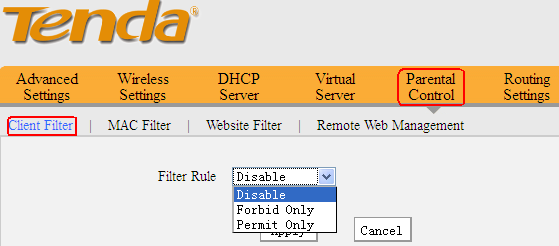 Tenda®
Advanced Settings Wireless Settings DHCP Server Virtual Server Parental Control Routing Settings
Client Filter | MAC Filter | Website Filter | Remote Web Management
Filter Rule Disable
Disable
Forbid Only
Permit Only
Apply Cancel